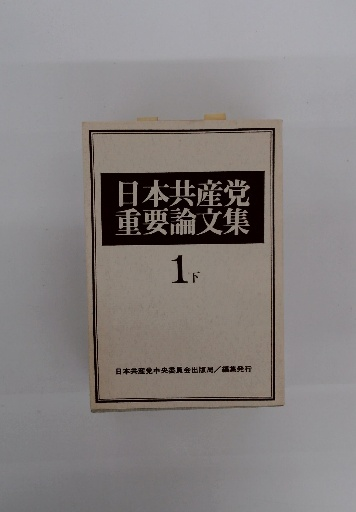 日本共産党
重要論文集
1下
日本共産党中央委員会出版局/編集発行